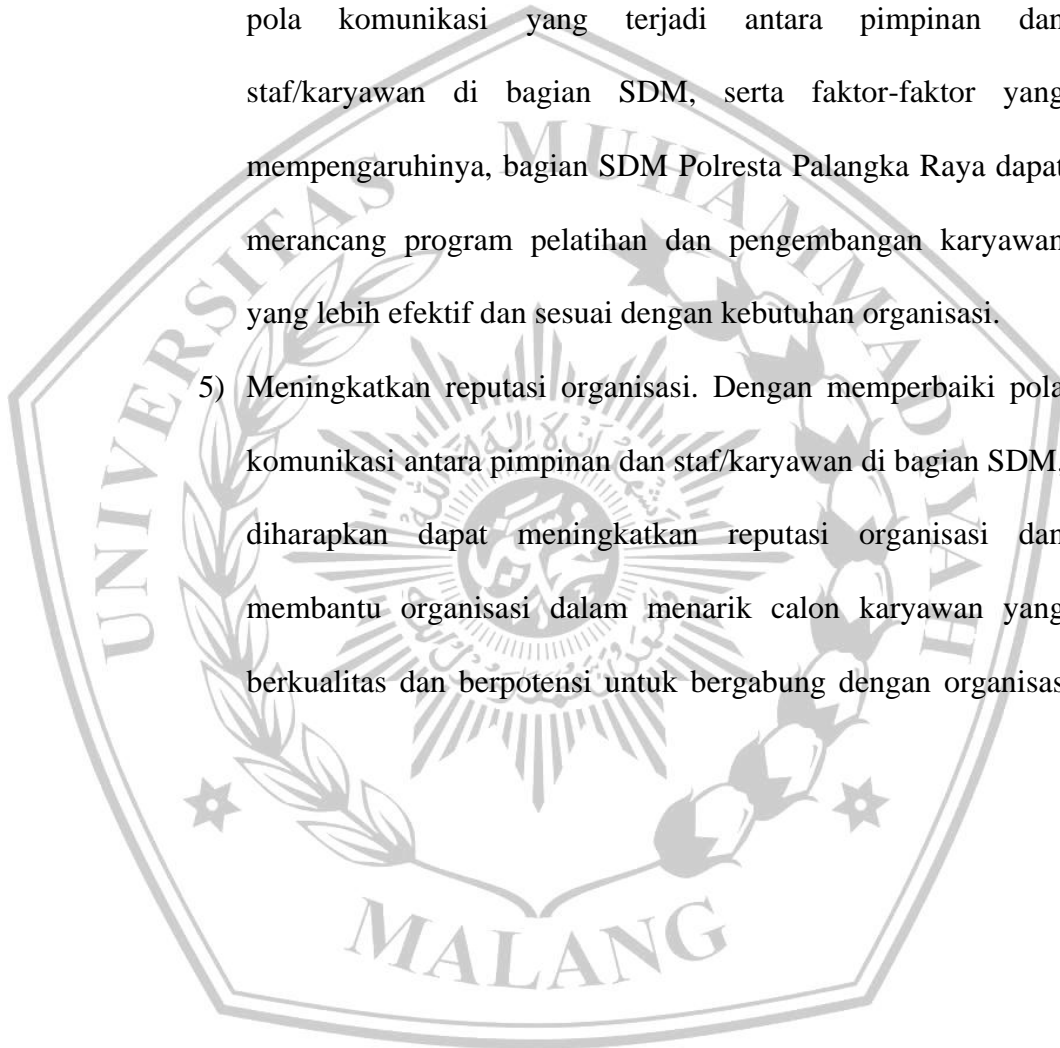 pola komunikasi yang terjadi antara pimpinan dan
staf/karyawan di bagian SDM, serta faktor-faktor yang
mempengaruhinya, bagian SDM Polresta Palangka Raya dapat
merancang program pelatihan dan pengembangan karyawan
yang lebih efektif dan sesuai dengan kebutuhan organisasi.
5) Meningkatkan reputasi organisasi. Dengan memperbaiki pola
komunikasi antara pimpinan dan staf/karyawan di bagian SDM,
diharapkan dapat meningkatkan reputasi organisasi dan
membantu organisasi dalam menarik calon karyawan yang
berkualitas dan berpotensi untuk bergabung dengan organisas
UNIVERSITAS MUHAMMADIYAH
MALANG